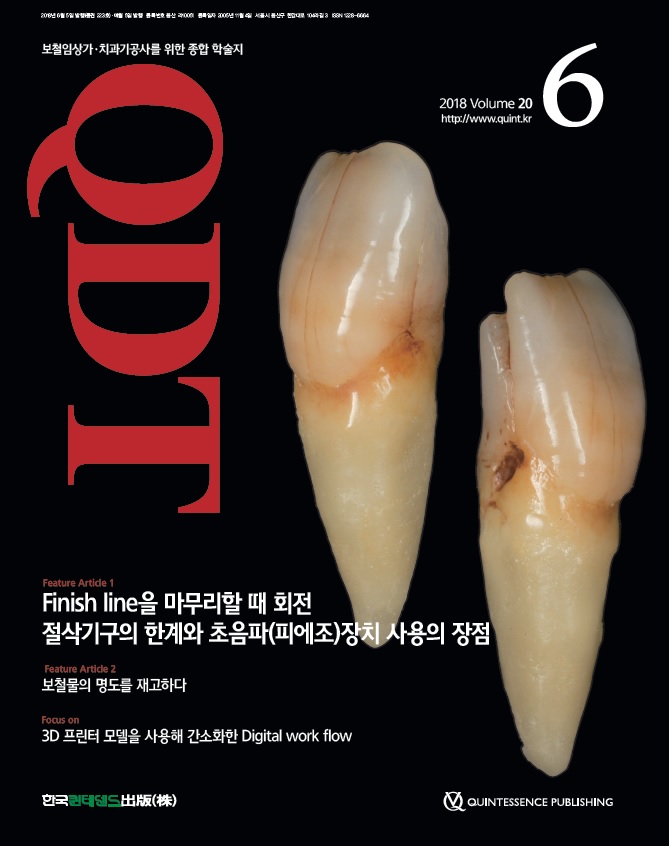 보철임상가·치과기공사를 위한 종합 학술지
QDT
2018 Volume 20
6
http://www.quint.kr
Feature Article 1
Finish line을 마무리할 때 회전
절삭기구의 한계와 초음파(피에조)장치 사용의 장점
Feature Article 2
보철물의 명도를 재고하다
Focus on
3D 프린터 모델을 사용해 간소화한 Digital work flow
한국퀸테센스出版(株)
QUINTESSENCE PUBLISHING